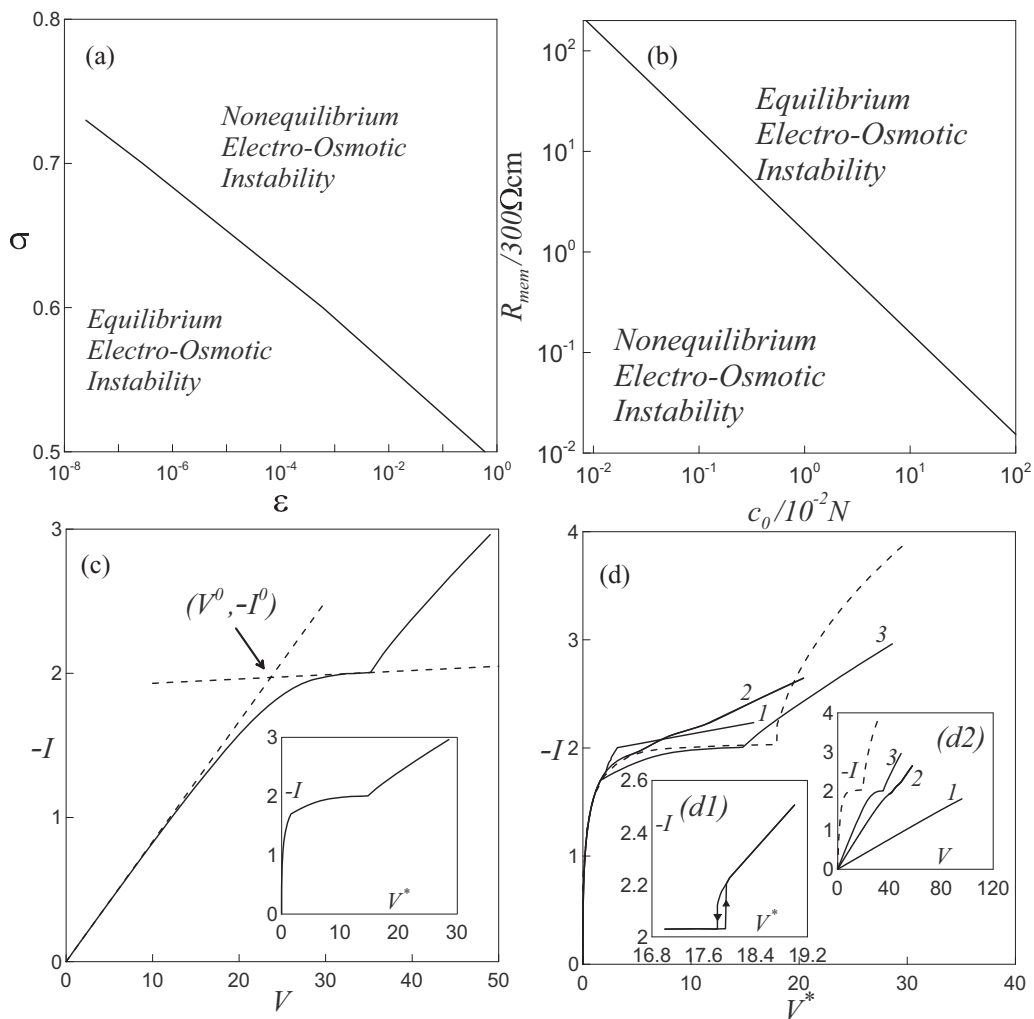 (a)
0.8
0.7
0.6
0.5
σ
Nonequilibrium
Electro-Osmotic
Instability
Equilibrium
Electro-Osmotic
Instability
10^-8
10^-6
10^-4
10^-2
10^0
ε
(b)
10^2
10^1
10^0
10^-1
10^-2
R_mem/300Ωcm
Equilibrium
Electro-Osmotic
Instability
Nonequilibrium
Electro-Osmotic
Instability
10^-2
10^-1
10^0
10^1
10^2
c_0/10^-2N
(c)
3
2
1
0
-I
(V^0,-I^0)
3
2
1
0
-I
V*
0
10
20
30
0
10
20
30
40
50
V
(d)
4
3
2
1
0
-I
1
2
3
(d1)
2.6
2.4
2.2
2
-I
V*
16.8
17.6
18.4
19.2
(d2)
4
3
2
1
0
-I
3
2
1
V
0
40
80
120
0
10
20
30
40
V*